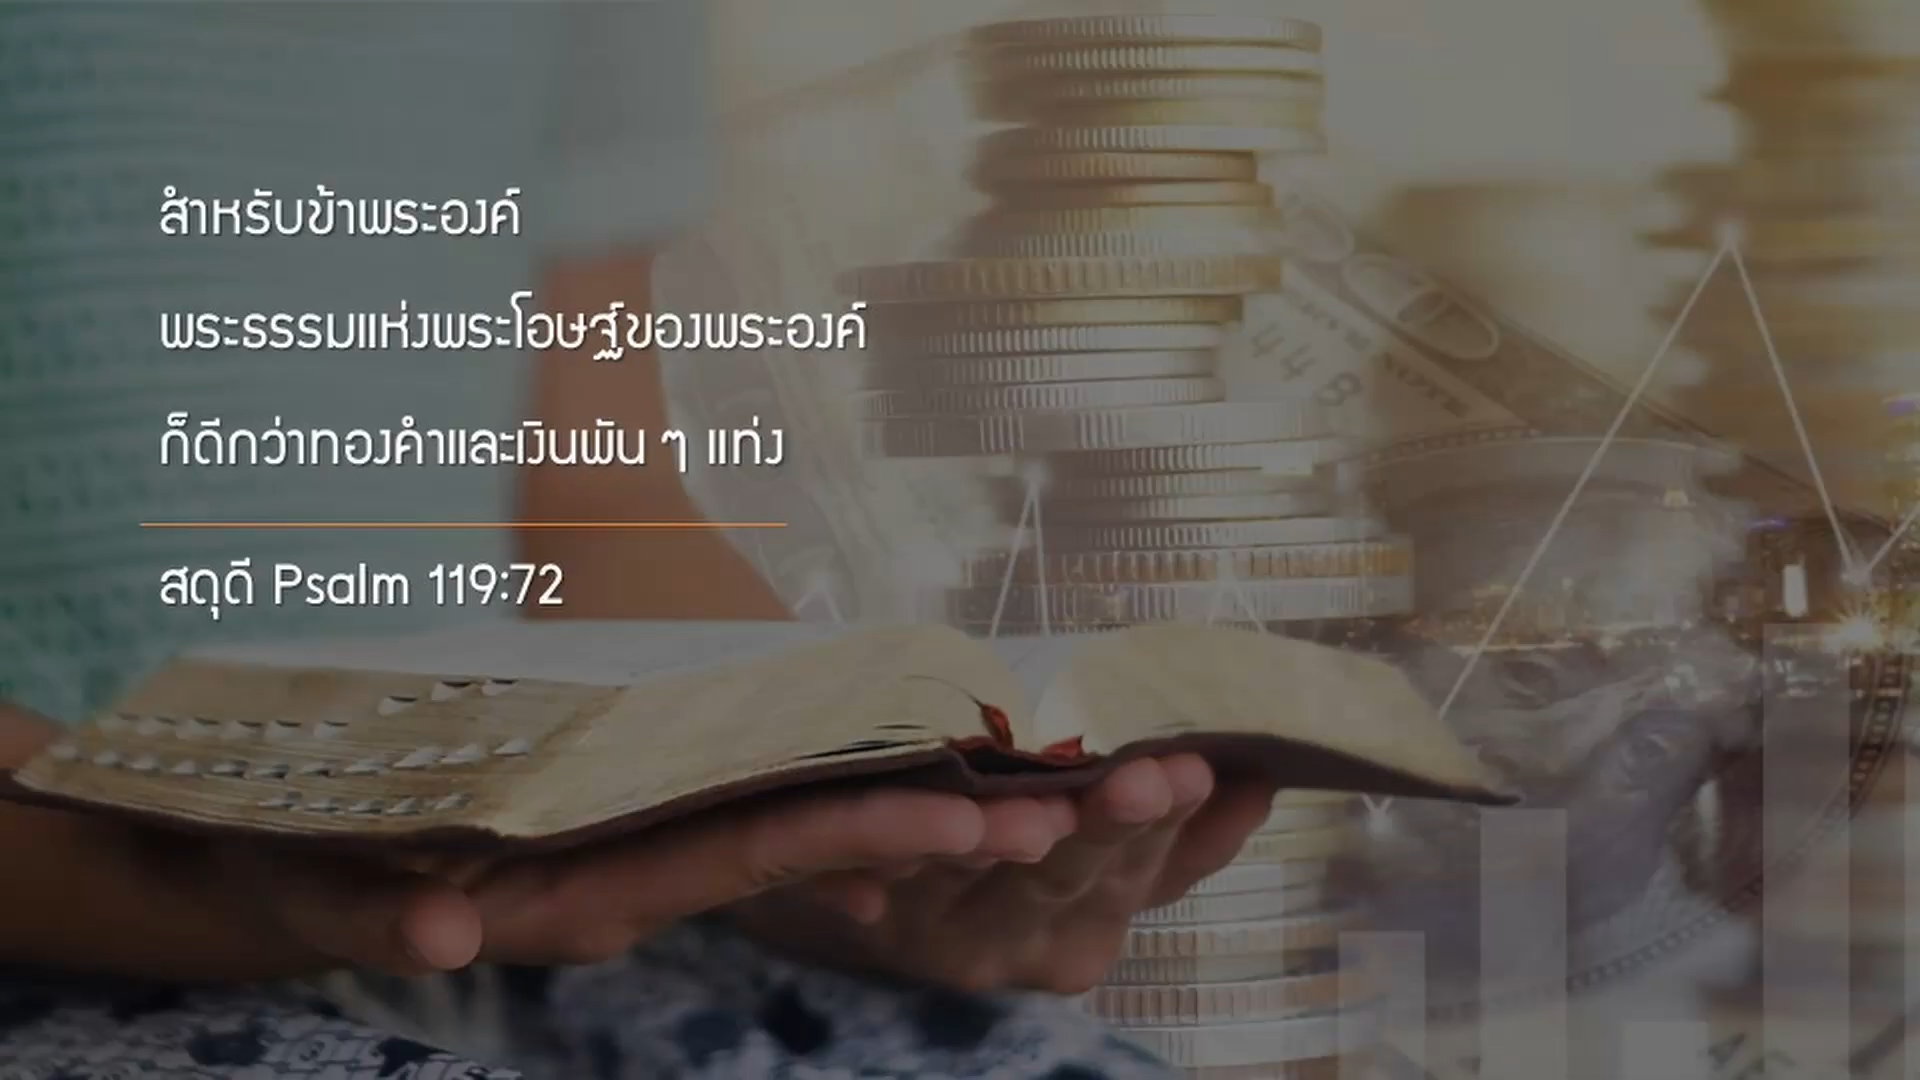 สำหรับข้าพระองค์
พระธรรมแห่งพระโอษฐ์ของพระองค์
ก็ดีกว่าทองคำและเงินพัน ๆ แท่ง
สดุดี Psalm 119:72